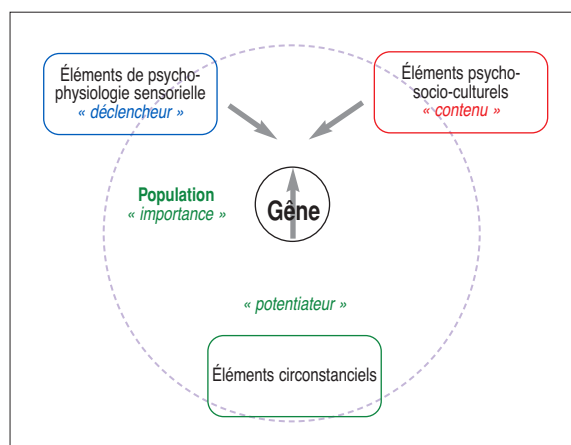 Éléments de psycho-
physiologie sensorielle
« déclencheur »
Éléments psycho-
socio-culturels
« contenu »
Population
« importance »
Gêne
« potentiateur »
Éléments circonstanciels